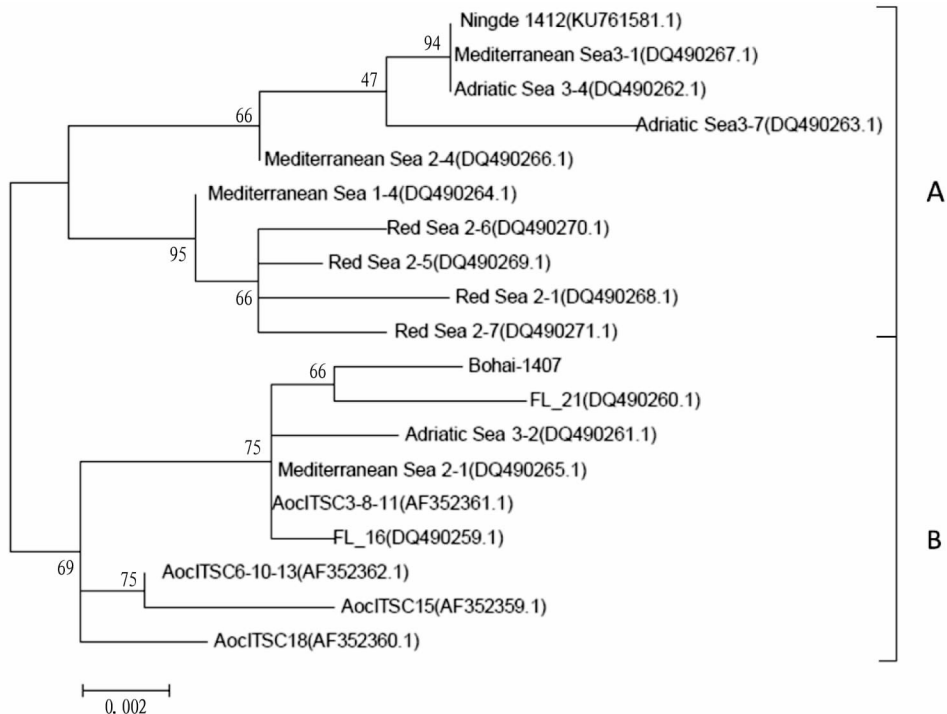 Ningde 1412(KU761581.1)
94
Mediterranean Sea3-1(DQ490267.1)
Adriatic Sea 3-4(DQ490262.1)
47
66
Adriatic Sea3-7(DQ490263.1)
Mediterranean Sea 2-4(DQ490266.1)
A
Mediterranean Sea 1-4(DQ490264.1)
Red Sea 2-6(DQ490270.1)
95
Red Sea 2-5(DQ490269.1)
66
Red Sea 2-1(DQ490268.1)
Red Sea 2-7(DQ490271.1)
66
Bohai-1407
FL_21(DQ490260.1)
Adriatic Sea 3-2(DQ490261.1)
75
Mediterranean Sea 2-1(DQ490265.1)
AocITSC3-8-11(AF352361.1)
FL_16(DQ490259.1)
B
69
75
AocITSC6-10-13(AF352362.1)
AocITSC15(AF352359.1)
AocITSC18(AF352360.1)
0.002